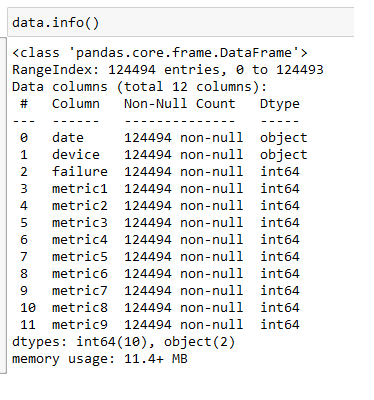 data.info()
<class 'pandas.core.frame.DataFrame'>
RangeIndex: 124494 entries, 0 to 124493
Data columns (total 12 columns):
 #   Column   Non-Null Count   Dtype
---  ------   --------------   -----
 0   date     124494 non-null  object
 1   device   124494 non-null  object
 2   failure  124494 non-null  int64
 3   metric1  124494 non-null  int64
 4   metric2  124494 non-null  int64
 5   metric3  124494 non-null  int64
 6   metric4  124494 non-null  int64
 7   metric5  124494 non-null  int64
 8   metric6  124494 non-null  int64
 9   metric7  124494 non-null  int64
 10  metric8  124494 non-null  int64
 11  metric9  124494 non-null  int64
dtypes: int64(10), object(2)
memory usage: 11.4+ MB